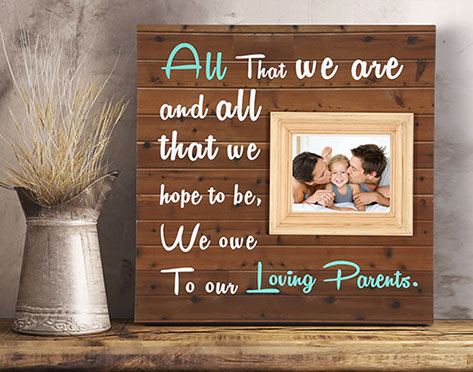 All That we are
and all
that we
hope to be,
We owe
To our Loving Parents.